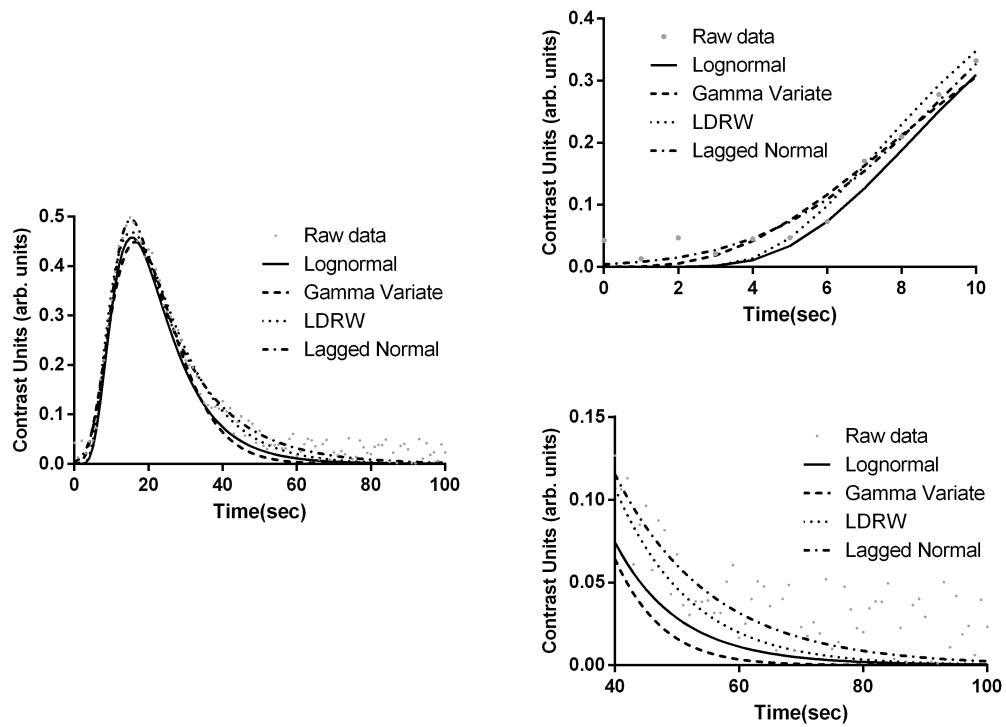 0.5
0.4
0.3
0.2
0.1
0.0
Contrast Units (arb. units)
0 20 40 60 80 100
Time(sec)
Raw data
Lognormal
Gamma Variate
LDRW
Lagged Normal
0.4
0.3
0.2
0.1
0.0
Contrast Units (arb. units)
0 2 4 6 8 10
Time(sec)
Raw data
Lognormal
Gamma Variate
LDRW
Lagged Normal
0.15
0.10
0.05
0.00
Contrast Units (arb. units)
40 60 80 100
Time(sec)
Raw data
Lognormal
Gamma Variate
LDRW
Lagged Normal